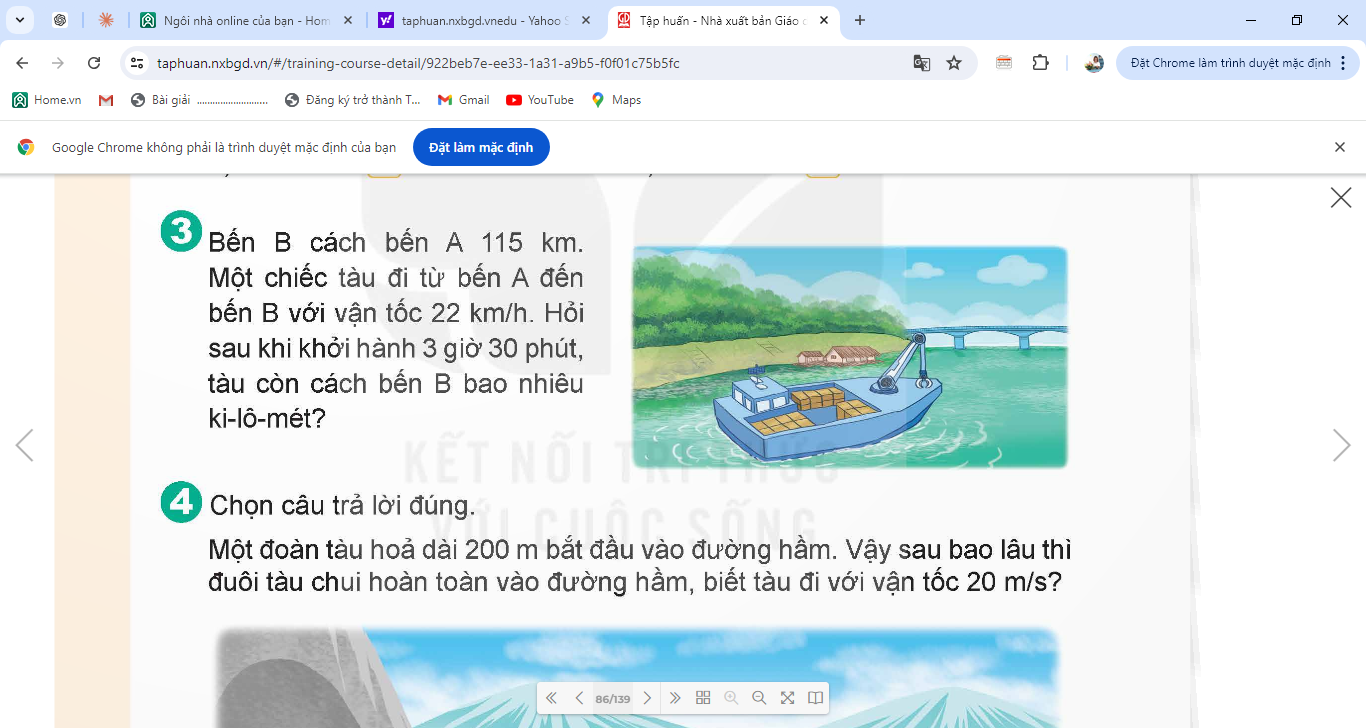 Ngôi nhà online của bạn - Hom
taphuan.nxbgd.vnedu - Yahoo S
Tập huấn - Nhà xuất bản Giáo d
taphuan.nxbgd.vn/#/training-course-detail/922beb7e-ee33-1a31-a9b5-f0f01c75b5fc
Đặt Chrome làm trình duyệt mặc định
Home.vn
Bài giải ...........................
Đăng ký trở thành T...
Gmail
YouTube
Maps
Google Chrome không phải là trình duyệt mặc định của bạn
Đặt làm mặc định
3
Bến B cách bến A 115 km.
Một chiếc tàu đi từ bến A đến
bến B với vận tốc 22 km/h. Hỏi
sau khi khởi hành 3 giờ 30 phút,
tàu còn cách bến B bao nhiêu
ki-lô-mét?
KẾT NỐI TRI THỨC
VỚI CUỘC SỐNG
4 Chọn câu trả lời đúng.
Một đoàn tàu hoả dài 200 m bắt đầu vào đường hầm. Vậy sau bao lâu thì
đuôi tàu chui hoàn toàn vào đường hầm, biết tàu đi với vận tốc 20 m/s?
86/139